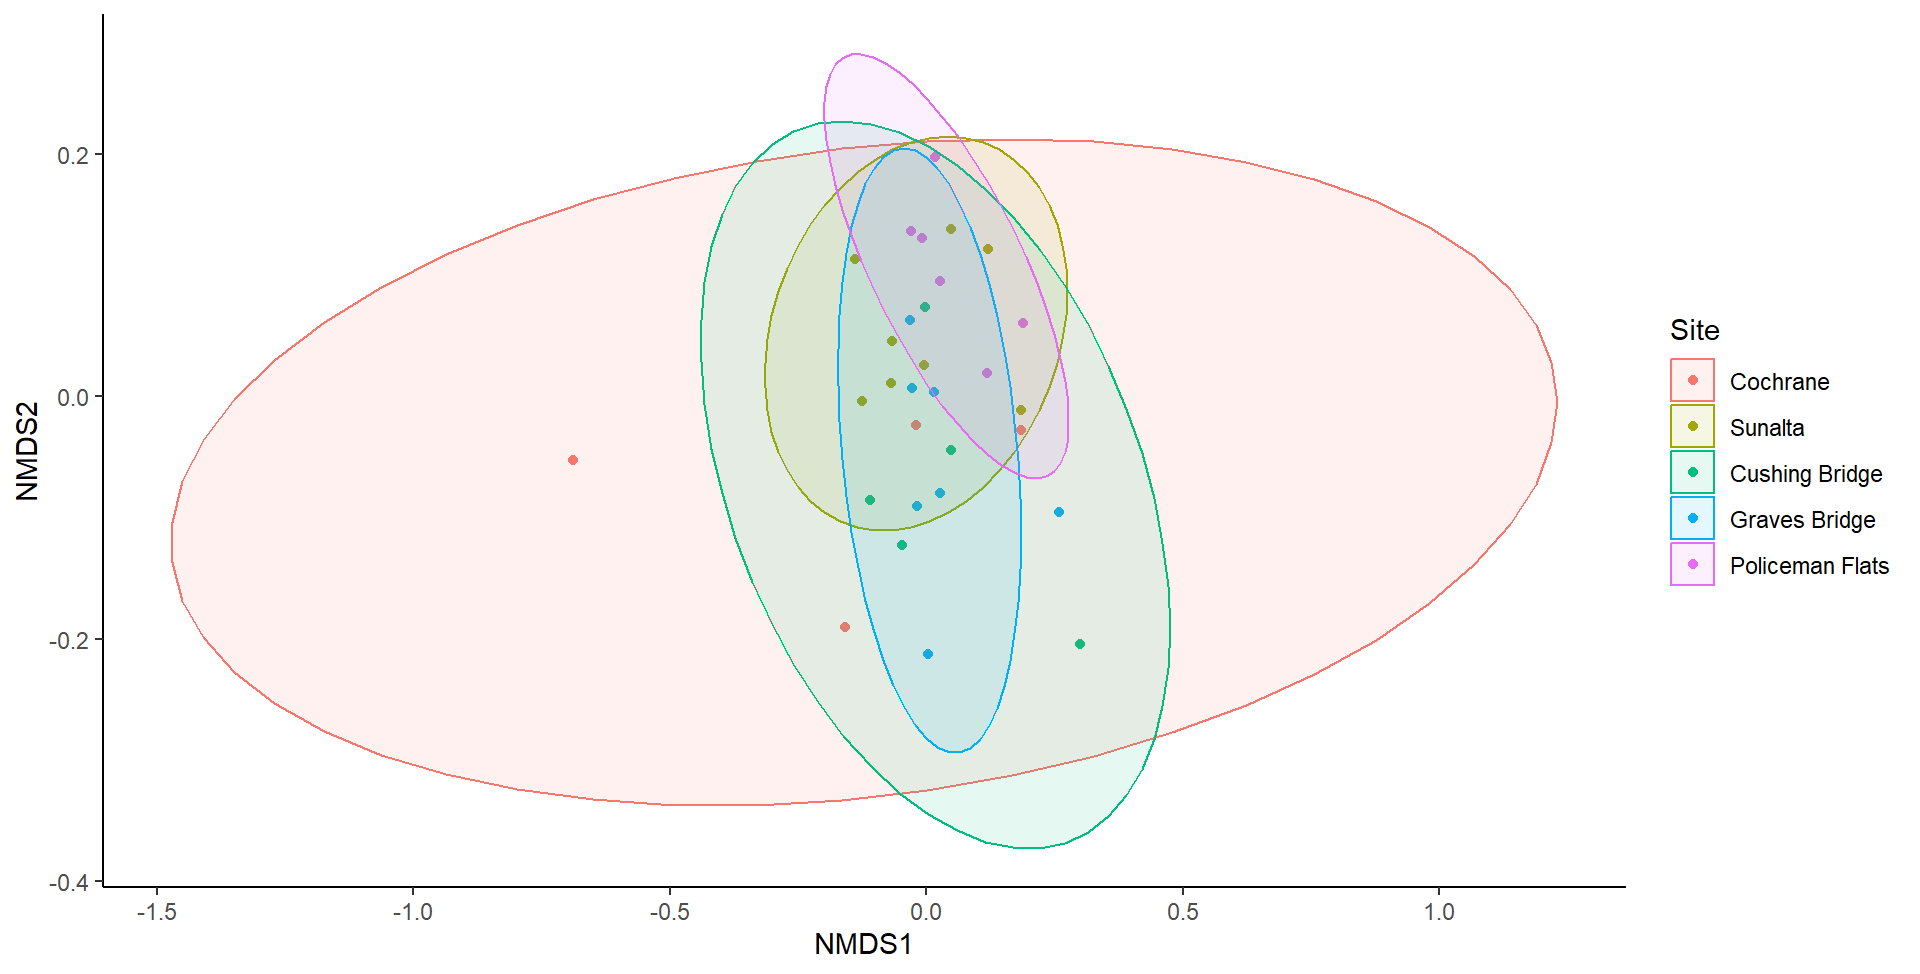 0.2
0.0
-0.2
-0.4
NMDS2
-1.5 -1.0 -0.5 0.0 0.5 1.0
NMDS1
Site
Cochrane
Sunalta
Cushing Bridge
Graves Bridge
Policeman Flats